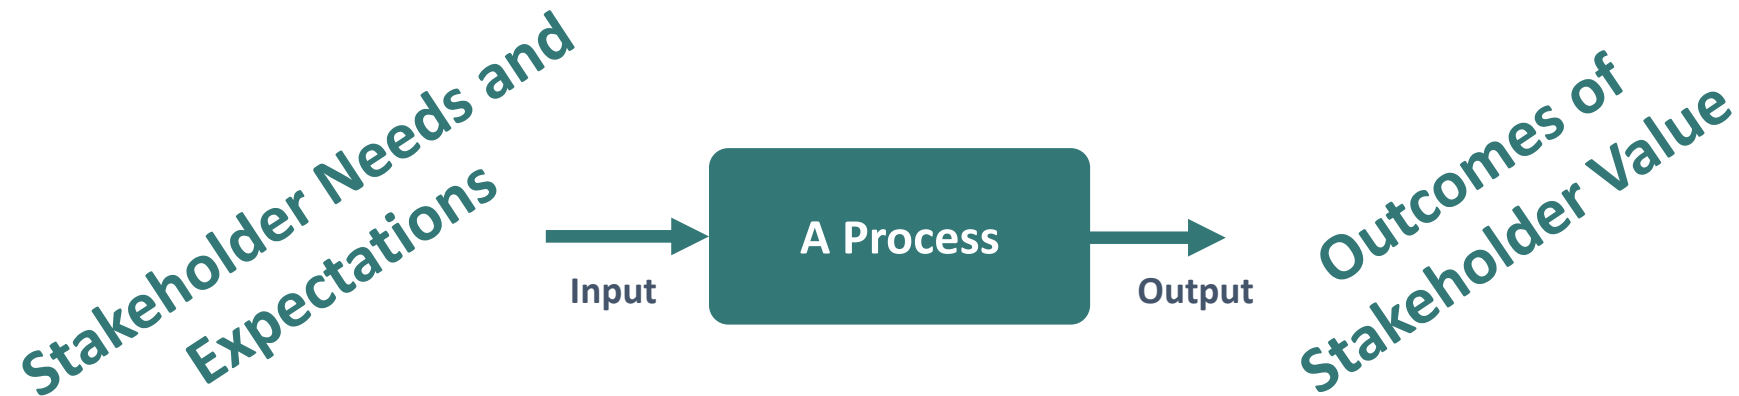 Stakeholder Needs and
Expectations
Input
A Process
Output
Outcomes of
Stakeholder Value